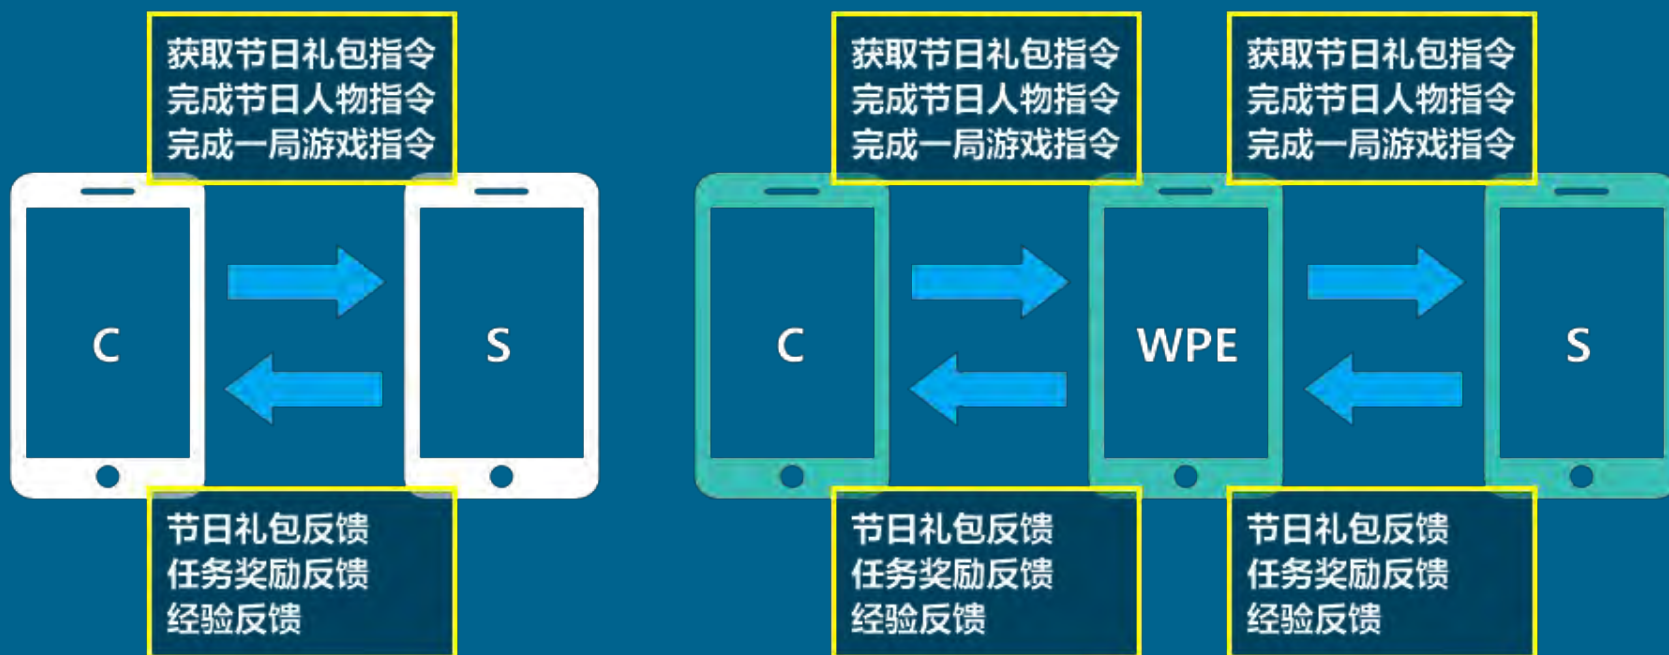 获取节日礼包指令
完成节日人物指令
完成一局游戏指令
获取节日礼包指令
完成节日人物指令
完成一局游戏指令
获取节日礼包指令
完成节日人物指令
完成一局游戏指令
C
S
C
WPE
S
节日礼包反馈
任务奖励反馈
经验反馈
节日礼包反馈
任务奖励反馈
经验反馈
节日礼包反馈
任务奖励反馈
经验反馈